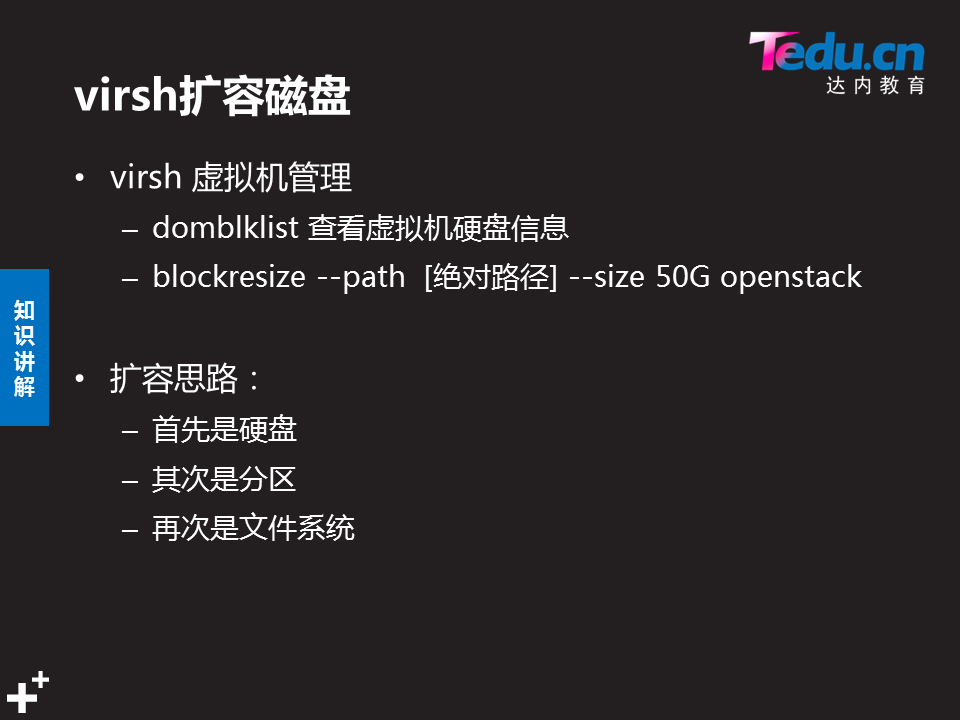 Tedu.cn
达内教育
virsh扩容磁盘
• virsh 虚拟机管理
– domblklist 查看虚拟机硬盘信息
– blockresize --path [绝对路径] --size 50G openstack
知识讲解
• 扩容思路：
– 首先是硬盘
– 其次是分区
– 再次是文件系统